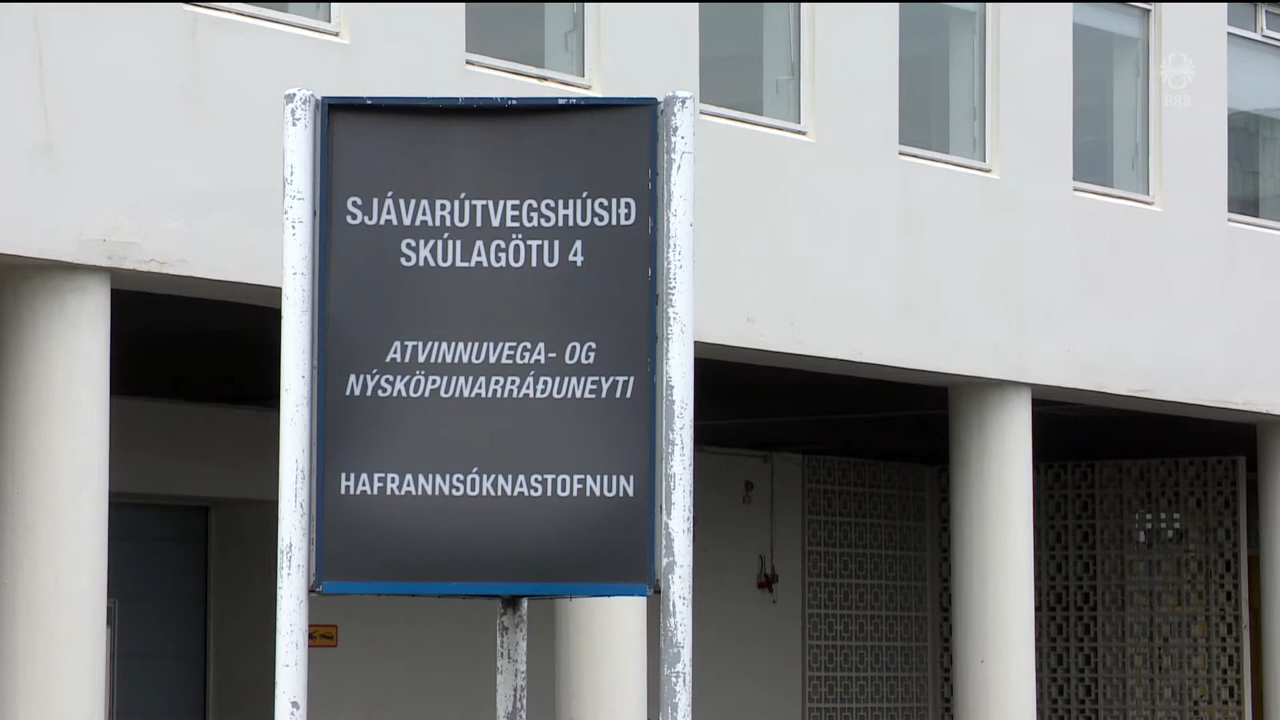 SJÁVARÚTVEGSHÚSIÐ
SKÚLAGÖTU 4
ATVINNUVEGA- OG
NÝSKÖPUNARRÁÐUNEYTI
HAFRANNSÓKNASTOFNUN